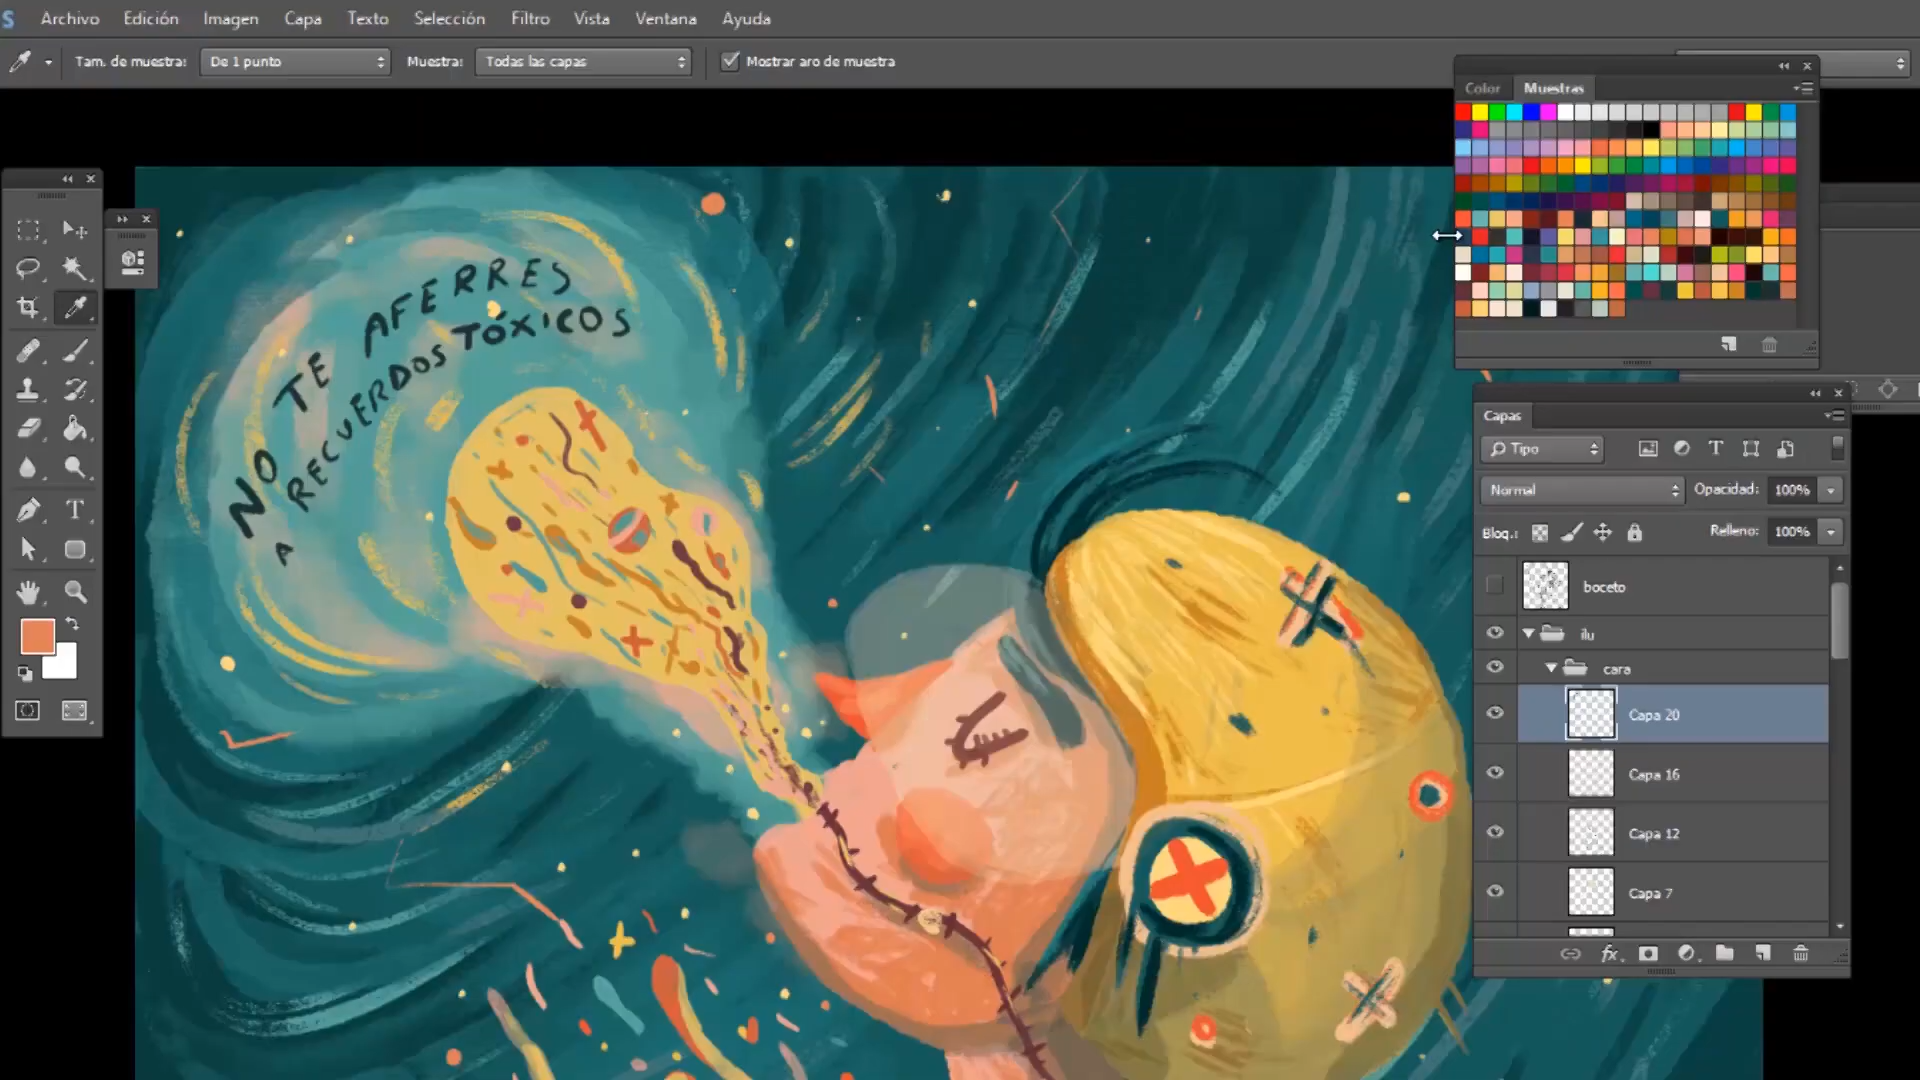 Archivo Edición Imagen Capa Texto Selección Filtro Vista Ventana Ayuda
Tam. de muestra: De 1 punto Muestra: Todas las capas Mostrar aro de muestra
Color Muestras
NO TE AFERRES
A RECUERDOS TÓXICOS
Capas
Tipo
Normal Opacidad: 100%
Bloq.: Relleno: 100%
boceto
ilu
cara
Capa 20
Capa 16
Capa 12
Capa 7